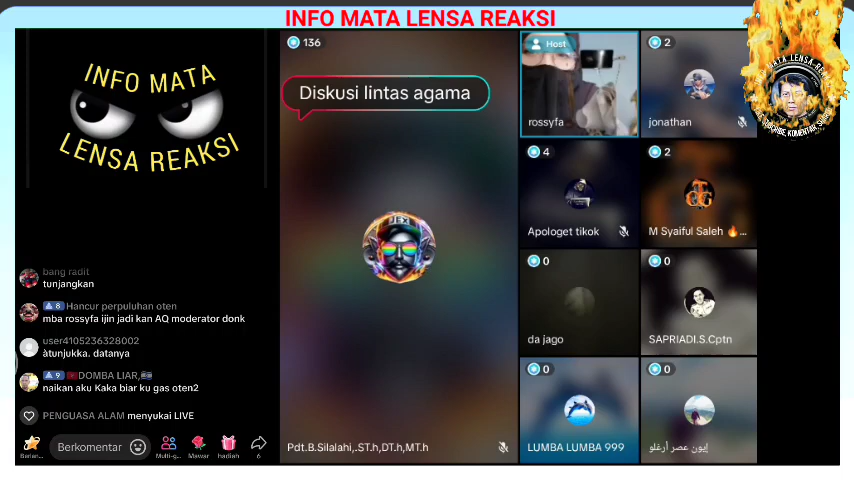 INFO MATA LENSA REAKSI
INFO MATA
LENSA REAKSI
136
Diskusi lintas agama
JEX
Pdt.B.Silalahi,.ST.h,DT.h,MT.h
Host
rossyfa
2
jonathan
4
Apologet tikok
2
M Syaiful Saleh 🔥...
0
da jago
0
SAPRIADI.S.Cptn
0
LUMBA LUMBA 999
0
إيون عصر أرغلو
bang radit
tunjangkan
8 Hancur perpuluhan oten
mba rossyfa ijin jadi kan AQ moderator donk
user4105236328002
àtunjukka. datanya
9 DOMBA LIAR,
naikan aku Kaka biar ku gas oten2
PENGUASA ALAM menyukai LIVE
Berlan...
Komentar
Multi-g...
Mawar
hadiah
6